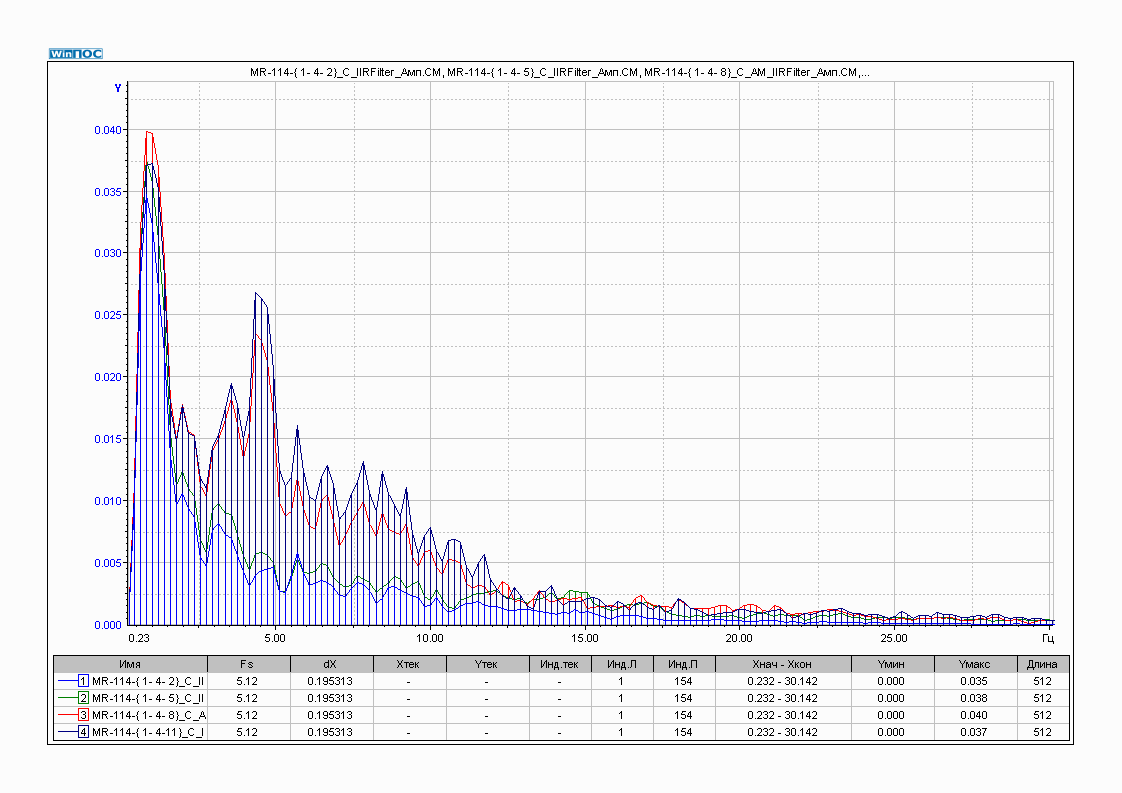 WinПОС
MR-114-{ 1- 4- 2}_C_IIRFilter_Амп.СМ, MR-114-{ 1- 4- 5}_C_IIRFilter_Амп.СМ, MR-114-{ 1- 4- 8}_C_AM_IIRFilter_Амп.СМ,...
Y
0.040
0.035
0.030
0.025
0.020
0.015
0.010
0.005
0.000
0.23 5.00 10.00 15.00 20.00 25.00 Гц
Имя Fs dX Xтек Yтек Инд.тек Инд.Л Инд.П Xнач - Xкон Yмин Yмакс Длина
1 MR-114-{ 1- 4- 2}_C_II 5.12 0.195313 - - - 1 154 0.232 - 30.142 0.000 0.035 512
2 MR-114-{ 1- 4- 5}_C_II 5.12 0.195313 - - - 1 154 0.232 - 30.142 0.000 0.038 512
3 MR-114-{ 1- 4- 8}_C_A 5.12 0.195313 - - - 1 154 0.232 - 30.142 0.000 0.040 512
4 MR-114-{ 1- 4-11}_C_I 5.12 0.195313 - - - 1 154 0.232 - 30.142 0.000 0.037 512